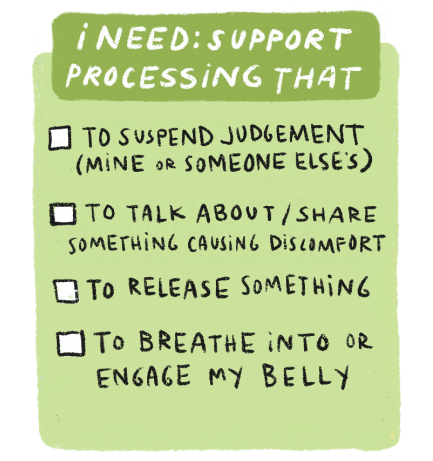 i NEED: SUPPORT
PROCESSING THAT
TO SUSPEND JUDGEMENT
(MINE OR SOMEONE ELSE'S)
TO TALK ABOUT/SHARE
SOMETHING CAUSING DISCOMFORT
TO RELEASE SOMETHING
TO BREATHE INTO OR
ENGAGE MY BELLY